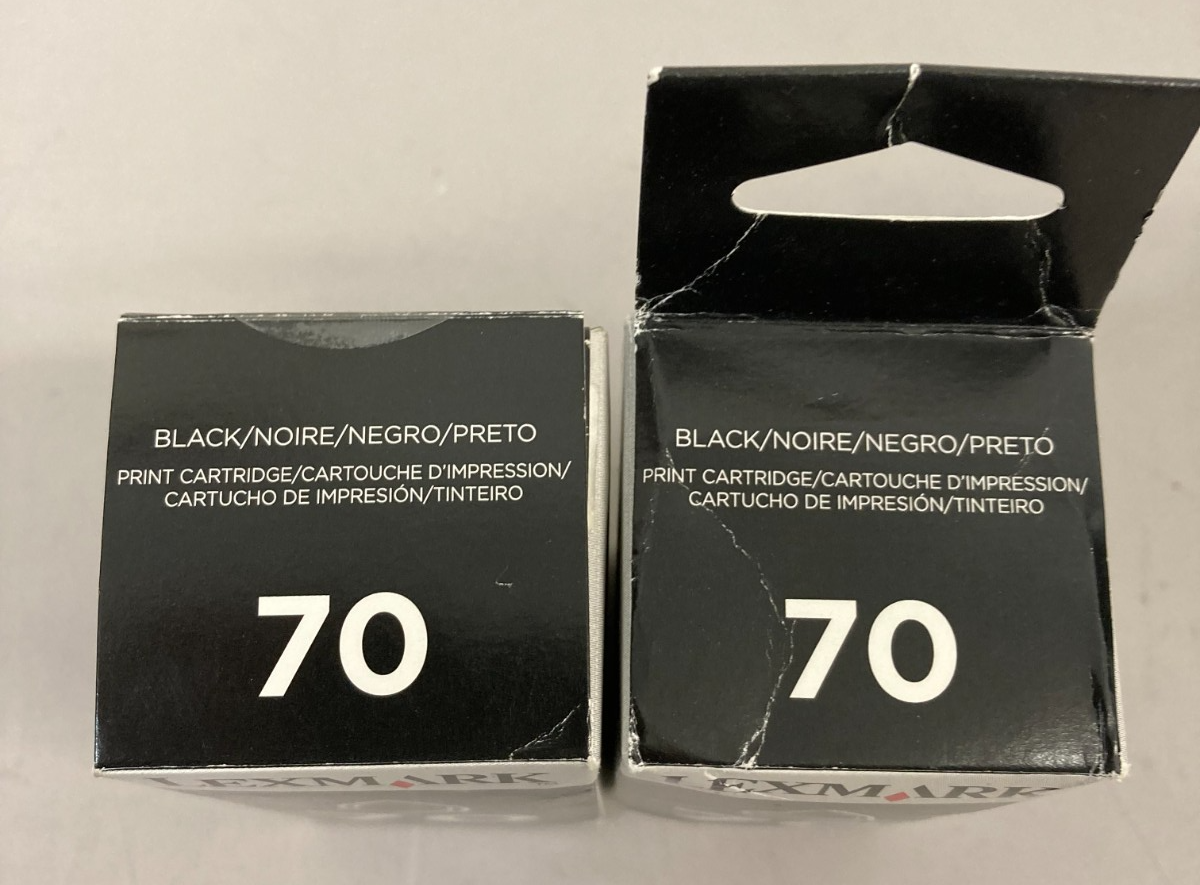 BLACK/NOIRE/NEGRO/PRETO
PRINT CARTRIDGE/CARTOUCHE D'IMPRESSION/
CARTUCHO DE IMPRESIÓN/TINTEIRO
70
LEXMARK
BLACK/NOIRE/NEGRO/PRETO
PRINT CARTRIDGE/CARTOUCHE D'IMPRESSION/
CARTUCHO DE IMPRESIÓN/TINTEIRO
70
LEXMARK